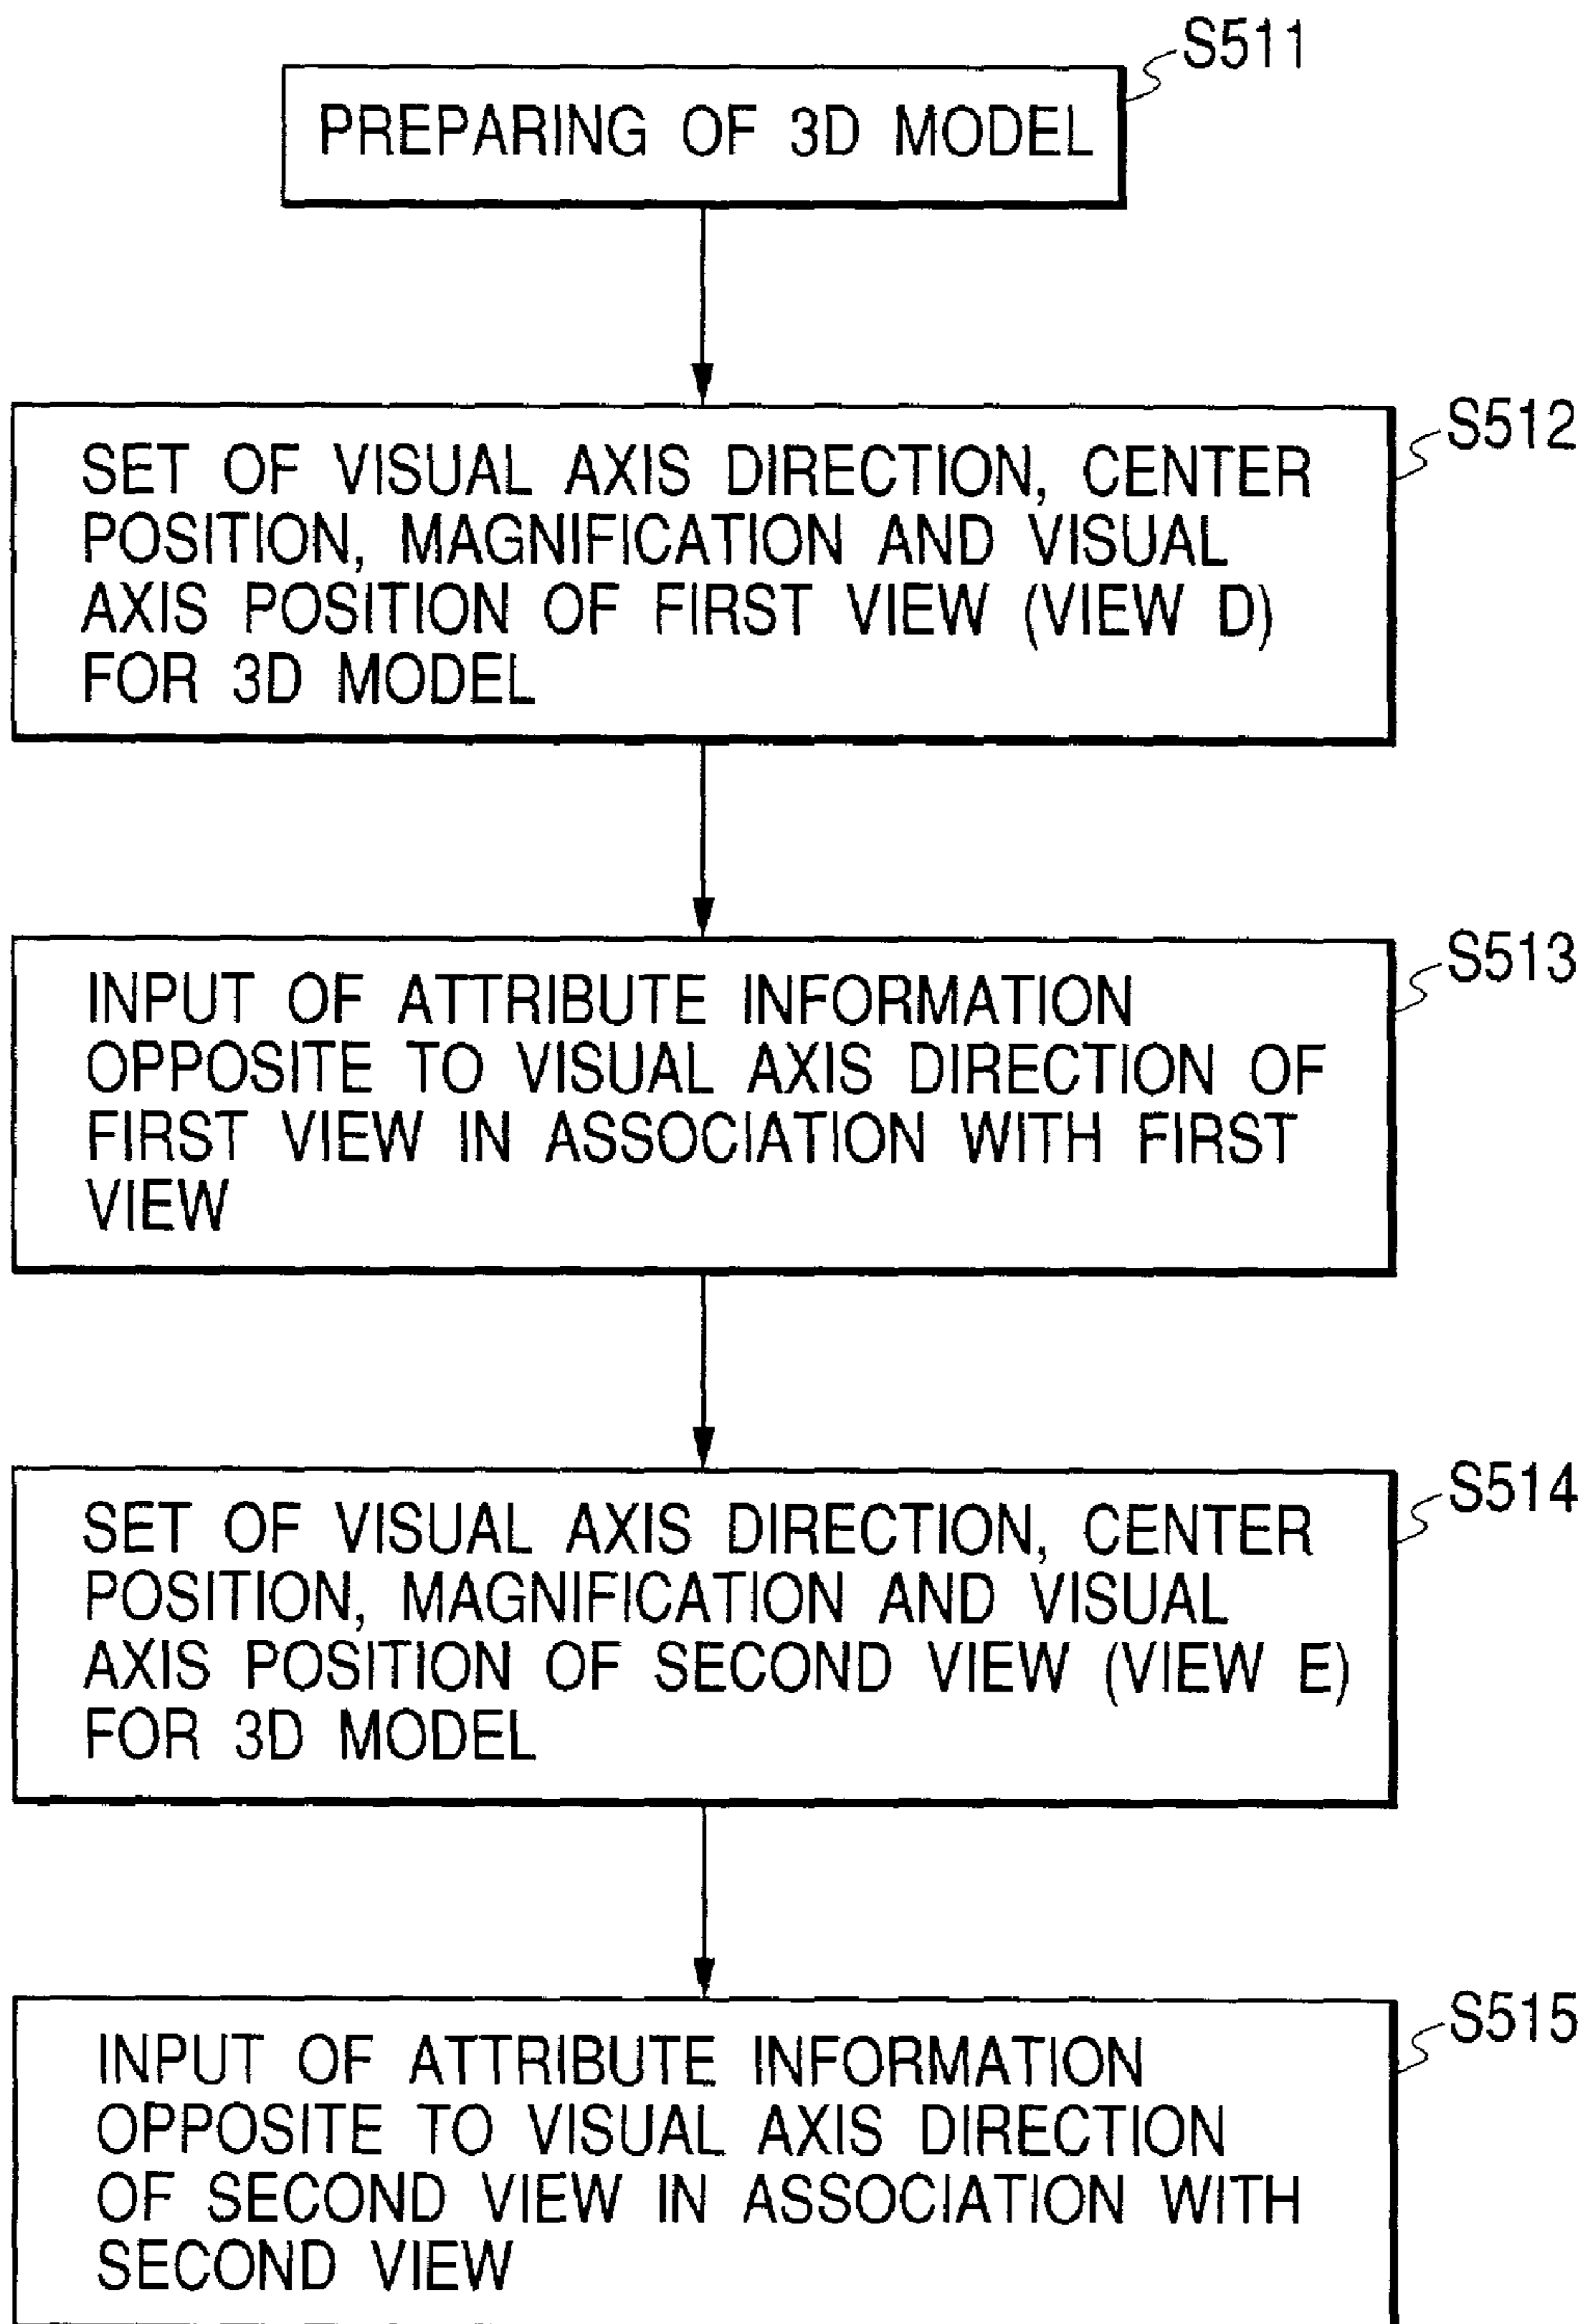 S511
PREPARING OF 3D MODEL
S512
SET OF VISUAL AXIS DIRECTION, CENTER
POSITION, MAGNIFICATION AND VISUAL
AXIS POSITION OF FIRST VIEW (VIEW D)
FOR 3D MODEL
S513
INPUT OF ATTRIBUTE INFORMATION
OPPOSITE TO VISUAL AXIS DIRECTION OF
FIRST VIEW IN ASSOCIATION WITH FIRST
VIEW
S514
SET OF VISUAL AXIS DIRECTION, CENTER
POSITION, MAGNIFICATION AND VISUAL
AXIS POSITION OF SECOND VIEW (VIEW E)
FOR 3D MODEL
S515
INPUT OF ATTRIBUTE INFORMATION
OPPOSITE TO VISUAL AXIS DIRECTION
OF SECOND VIEW IN ASSOCIATION WITH
SECOND VIEW